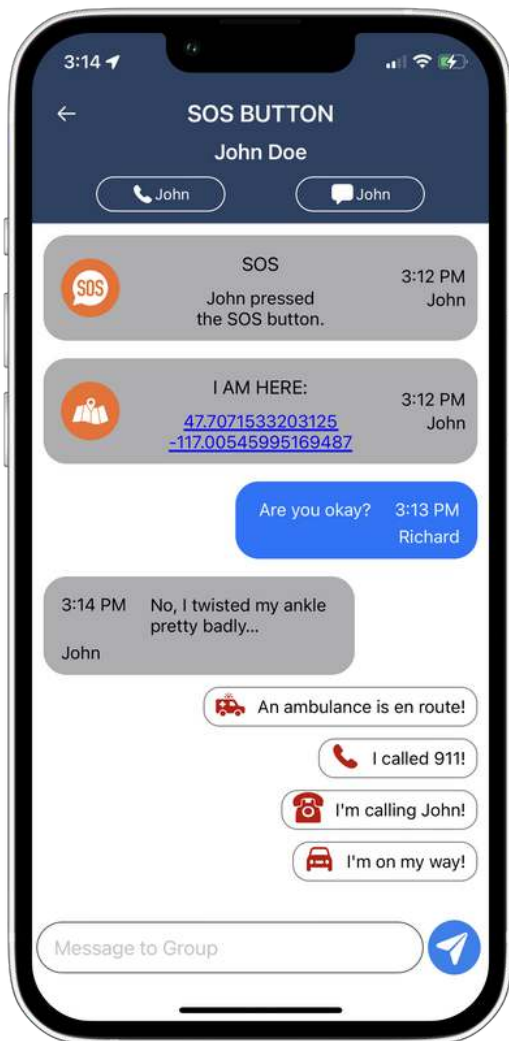 3:14
SOS BUTTON
John Doe
John
John
SOS
SOS
John pressed
the SOS button.
3:12 PM
John
I AM HERE:
47.7071533203125
-117.00545995169487
3:12 PM
John
Are you okay?
3:13 PM
Richard
3:14 PM
John
No, I twisted my ankle
pretty badly...
An ambulance is en route!
I called 911!
I'm calling John!
I'm on my way!
Message to Group